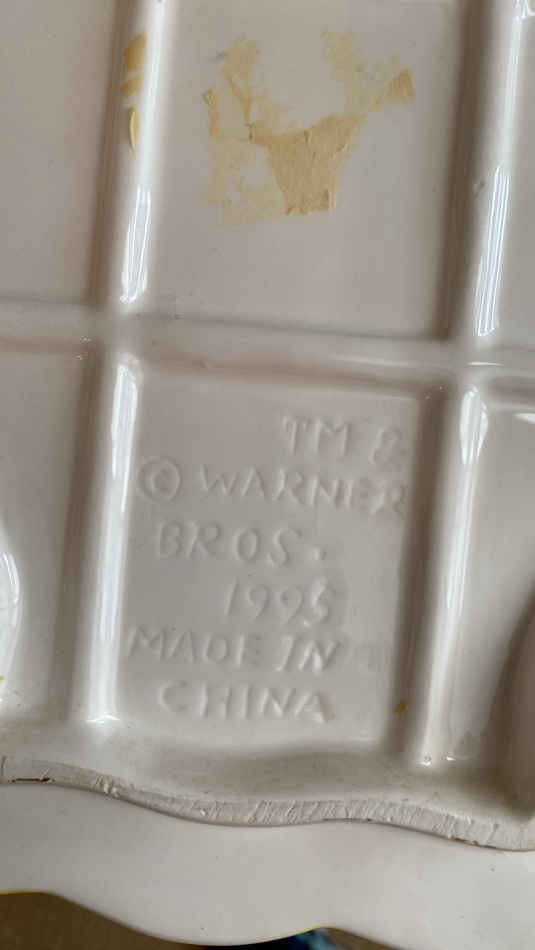 TM &
© WARNER
BROS.
1995
MADE IN
CHINA